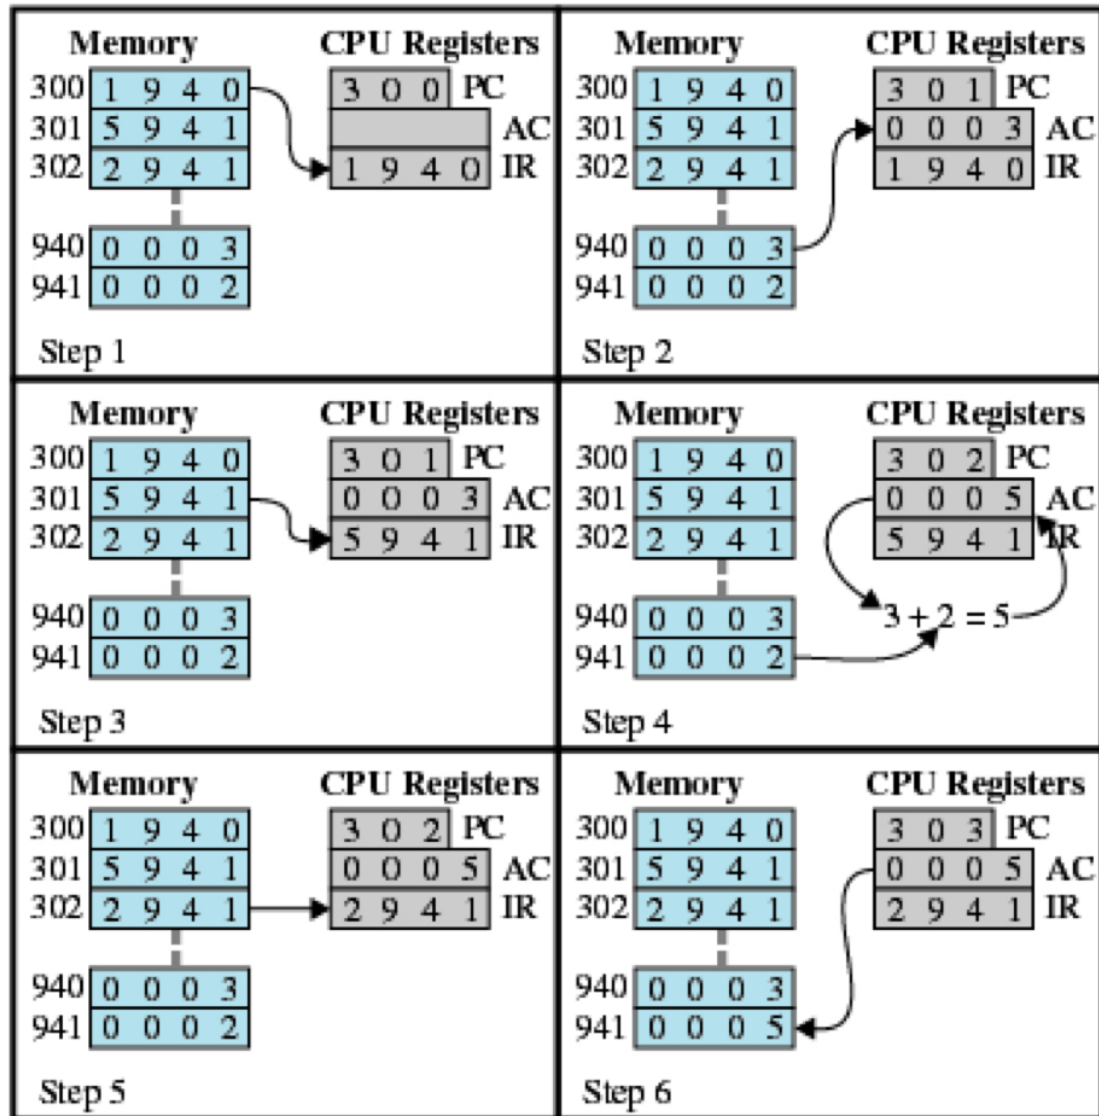 Memory CPU Registers
300 1 9 4 0 3 0 0 PC
301 5 9 4 1 AC
302 2 9 4 1 1 9 4 0 IR
940 0 0 0 3
941 0 0 0 2
Step 1
Memory CPU Registers
300 1 9 4 0 3 0 1 PC
301 5 9 4 1 0 0 0 3 AC
302 2 9 4 1 1 9 4 0 IR
940 0 0 0 3
941 0 0 0 2
Step 2
Memory CPU Registers
300 1 9 4 0 3 0 1 PC
301 5 9 4 1 0 0 0 3 AC
302 2 9 4 1 5 9 4 1 IR
940 0 0 0 3
941 0 0 0 2
Step 3
Memory CPU Registers
300 1 9 4 0 3 0 2 PC
301 5 9 4 1 0 0 0 5 AC
302 2 9 4 1 5 9 4 1 IR
940 0 0 0 3 3 + 2 = 5
941 0 0 0 2
Step 4
Memory CPU Registers
300 1 9 4 0 3 0 2 PC
301 5 9 4 1 0 0 0 5 AC
302 2 9 4 1 2 9 4 1 IR
940 0 0 0 3
941 0 0 0 2
Step 5
Memory CPU Registers
300 1 9 4 0 3 0 3 PC
301 5 9 4 1 0 0 0 5 AC
302 2 9 4 1 2 9 4 1 IR
940 0 0 0 3
941 0 0 0 5
Step 6